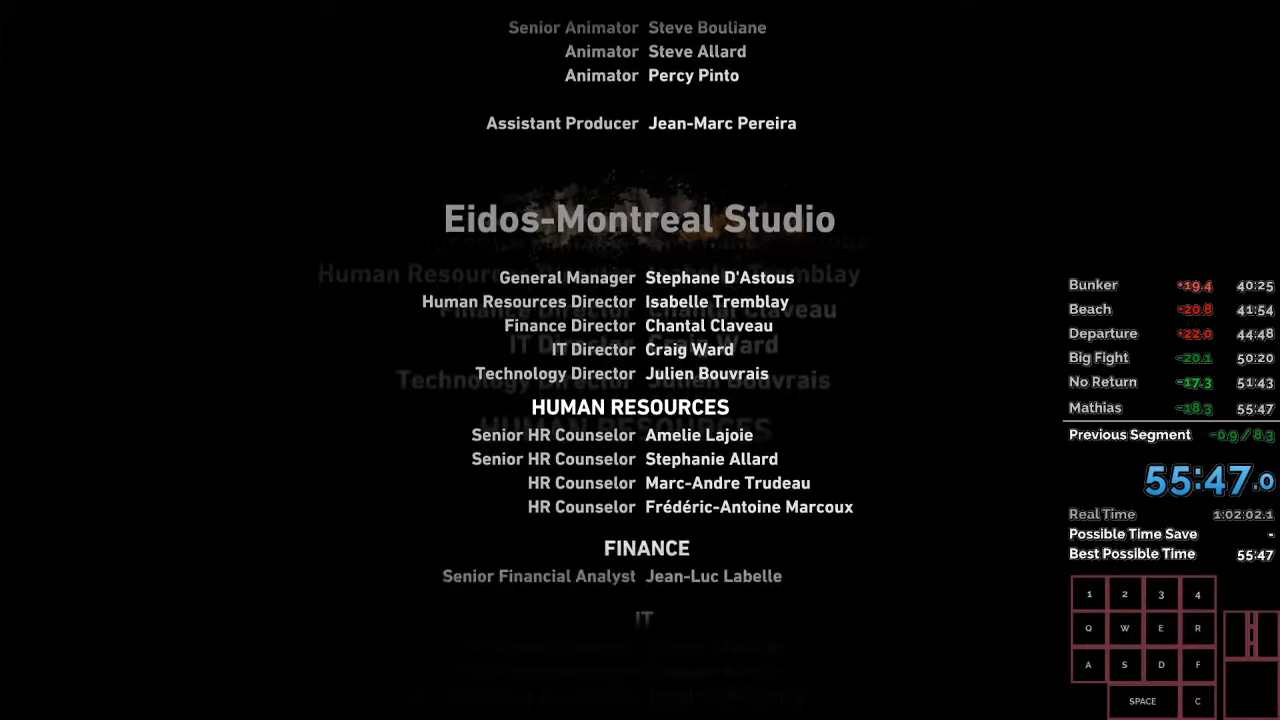 Senior Animator Steve Bouliane
Animator Steve Allard
Animator Percy Pinto
Assistant Producer Jean-Marc Pereira
Eidos-Montreal Studio
General Manager Stephane D'Astous
Human Resources Director Isabelle Tremblay
Finance Director Chantal Claveau
IT Director Craig Ward
Technology Director Julien Bouvrais
HUMAN RESOURCES
Senior HR Counselor Amelie Lajoie
Senior HR Counselor Stephanie Allard
HR Counselor Marc-Andre Trudeau
HR Counselor Frédéric-Antoine Marcoux
FINANCE
Senior Financial Analyst Jean-Luc Labelle
IT
Bunker +19.4 40:25
Beach +20.8 41:54
Departure +22.0 44:48
Big Fight -20.1 50:20
No Return -17.3 51:43
Mathias -18.3 55:47
Previous Segment -0.9 / 8.3
55:47.0
Real Time 1:02:02.1
Possible Time Save -
Best Possible Time 55:47
1 2 3 4
Q W E R
A S D F
SPACE C